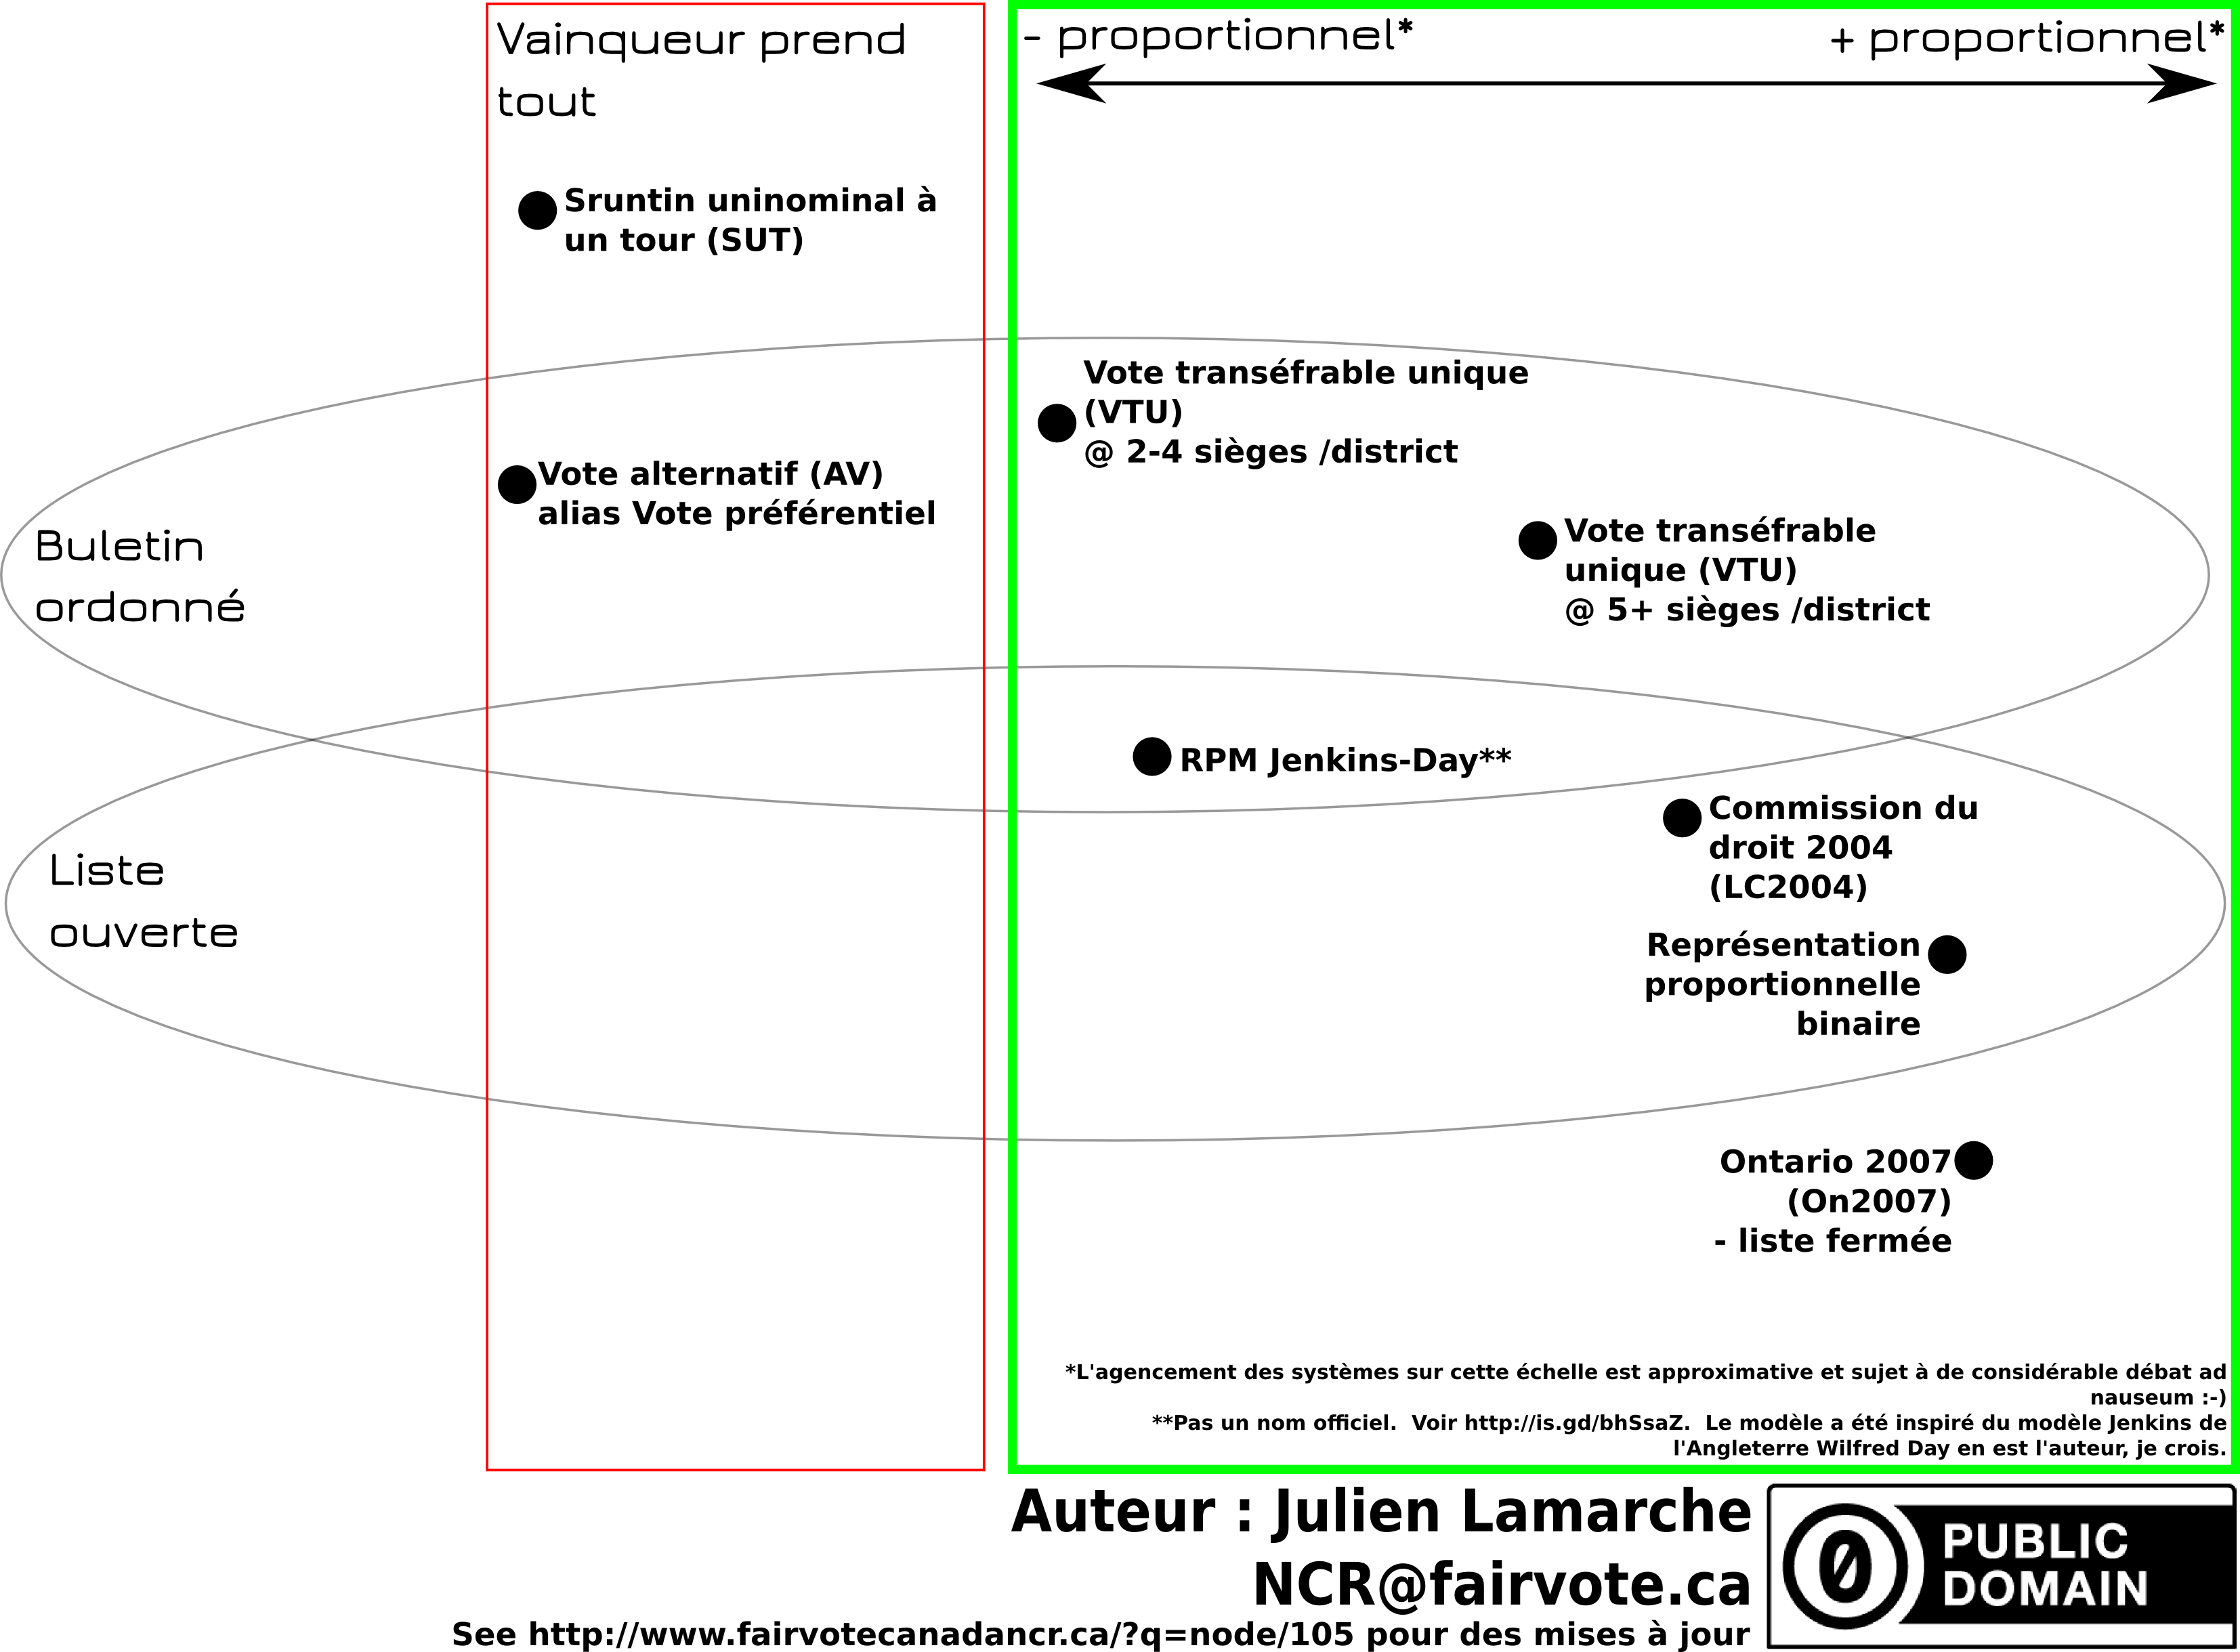 Vainqueur prend
tout
- proportionnel*
+ proportionnel*
Sruntin uninominal à
un tour (SUT)
Vote transéfrable unique
(VTU)
@ 2-4 sièges /district
Vote alternatif (AV)
alias Vote préférentiel
Buletin
ordonné
Vote transéfrable
unique (VTU)
@ 5+ sièges /district
RPM Jenkins-Day**
Commission du
droit 2004
(LC2004)
Liste
ouverte
Représentation
proportionnelle
binaire
Ontario 2007
(On2007)
- liste fermée
*L'agencement des systèmes sur cette échelle est approximative et sujet à de considérable débat ad
nauseum :-)
**Pas un nom officiel.  Voir http://is.gd/bhSsaZ.  Le modèle a été inspiré du modèle Jenkins de
l'Angleterre Wilfred Day en est l'auteur, je crois.
Auteur : Julien Lamarche
NCR@fairvote.ca
See http://www.fairvotecanadancr.ca/?q=node/105 pour des mises à jour
0
PUBLIC
DOMAIN